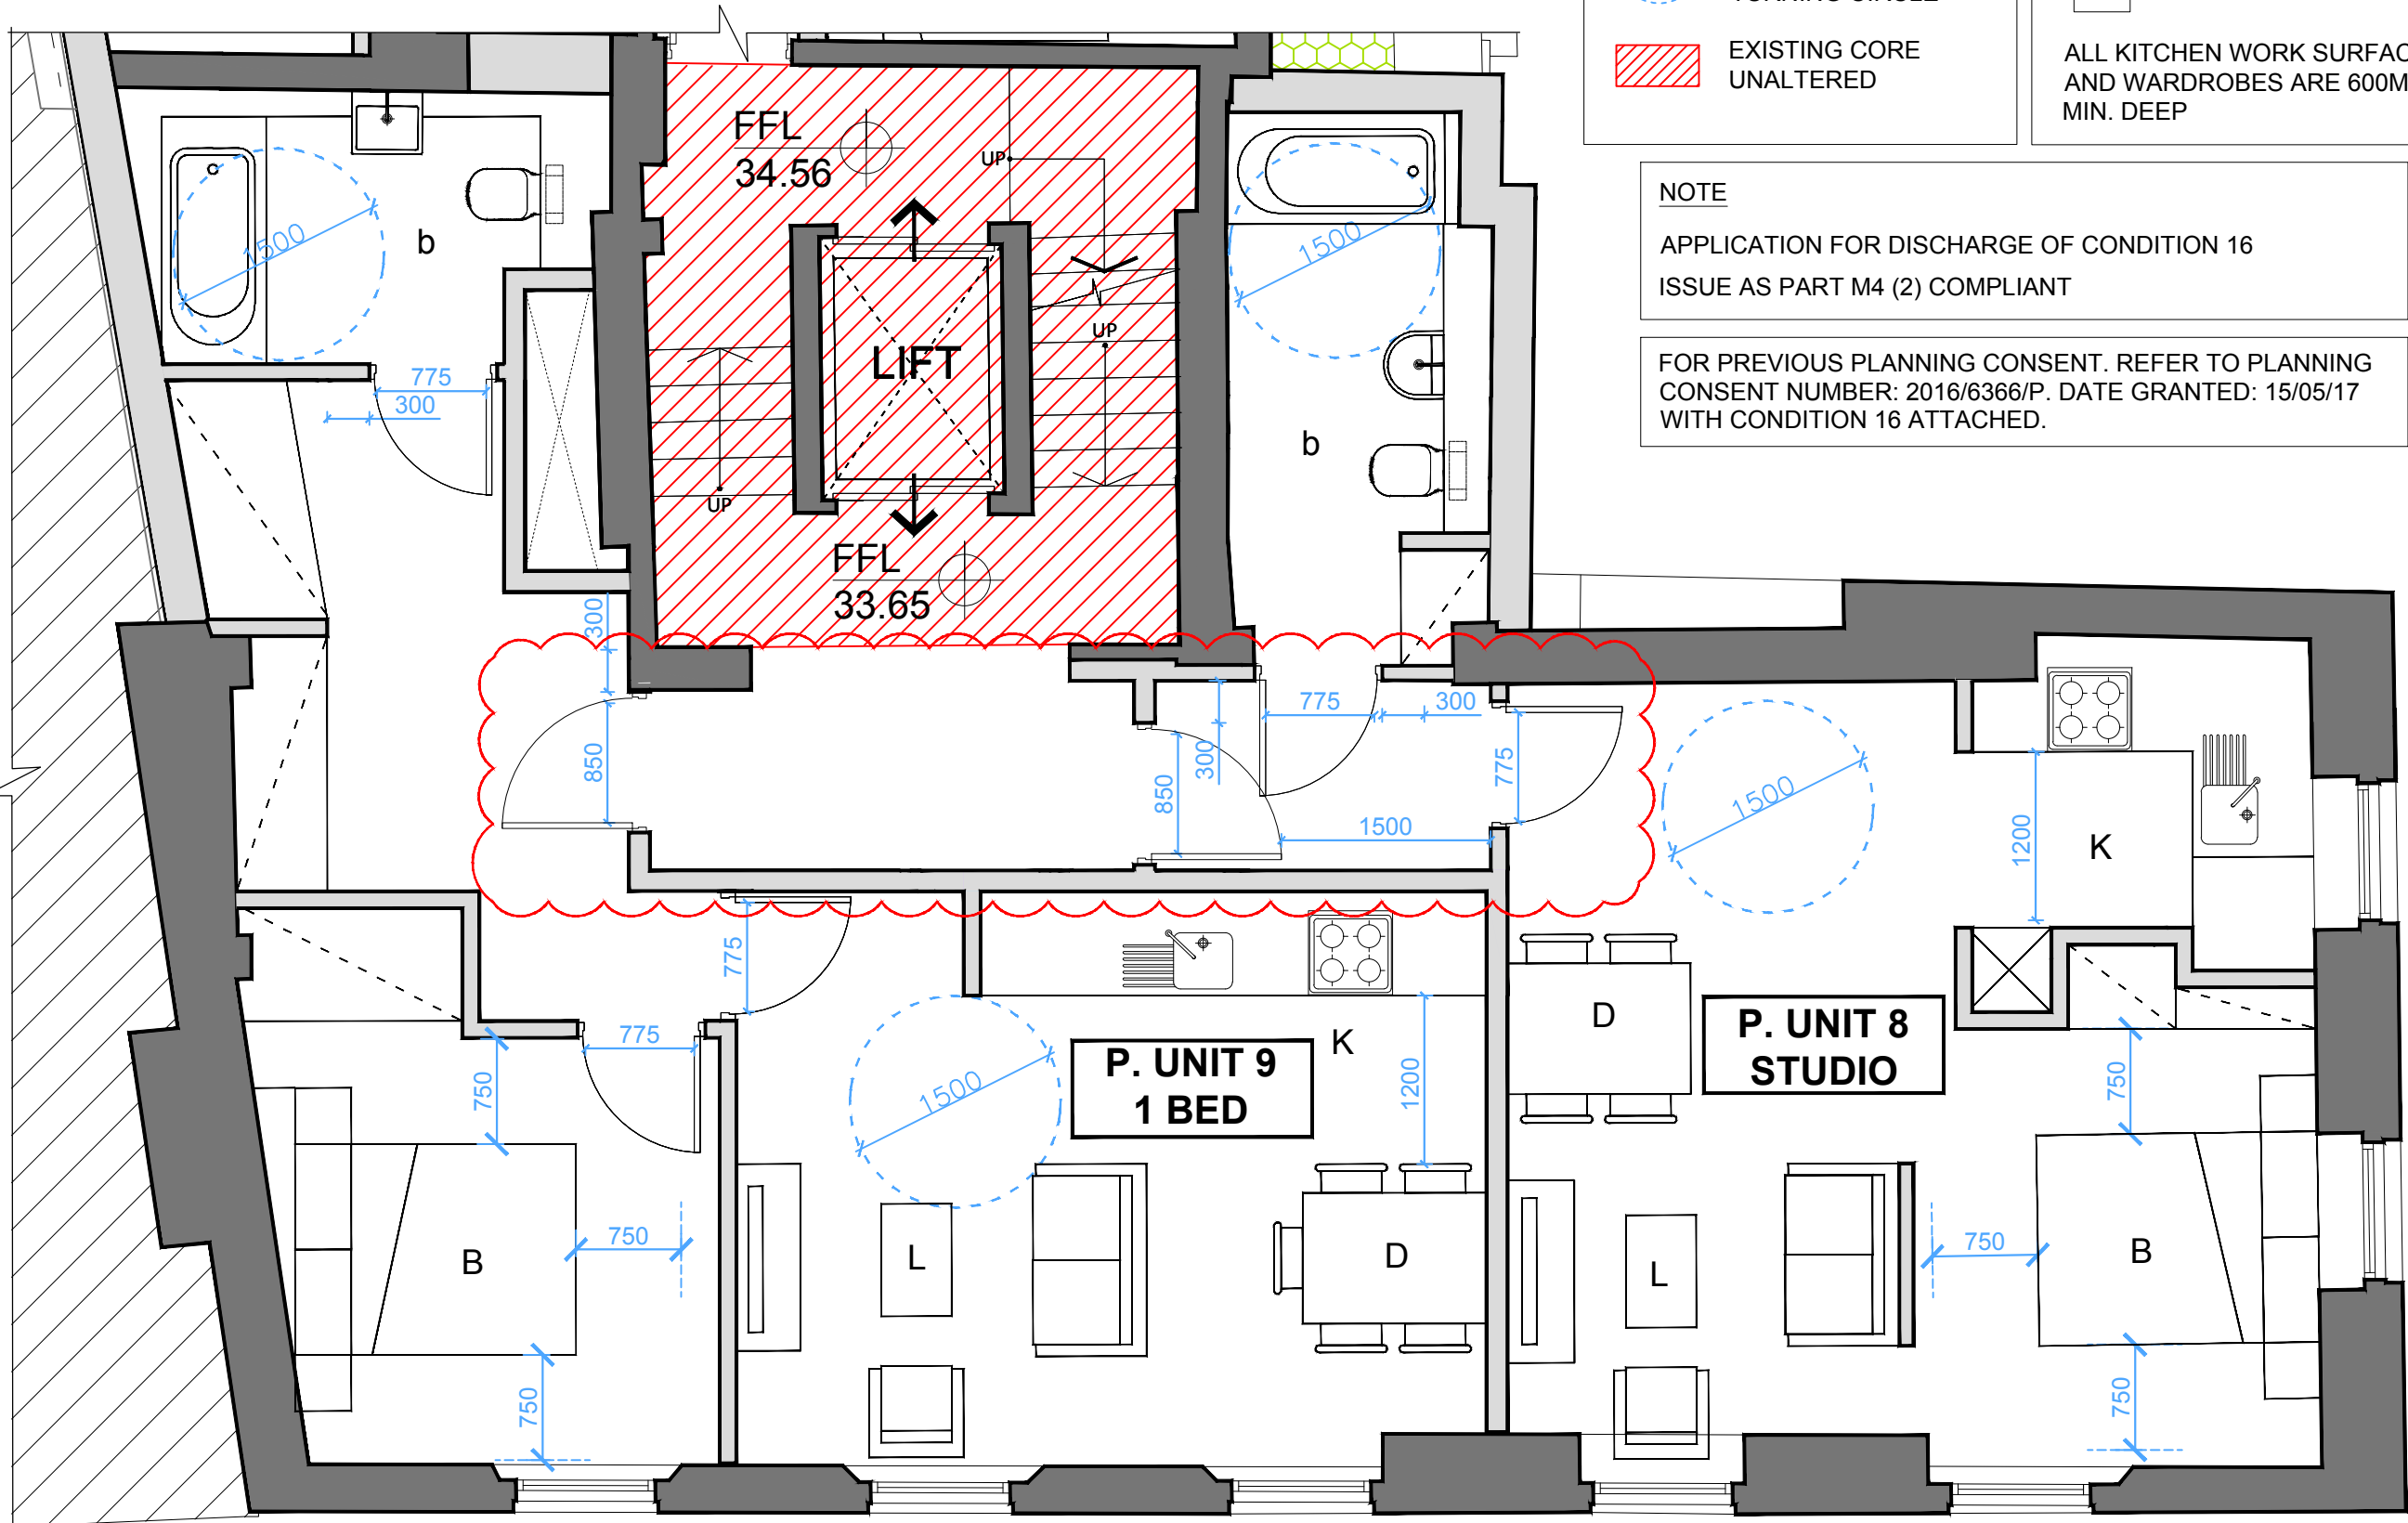 EXISTING CORE
UNALTERED
ALL KITCHEN WORK
AND WARDROBES ARE
MIN. DEEP
NOTE
APPLICATION FOR DISCHARGE OF CONDITION 16
ISSUE AS PART M4 (2) COMPLIANT
FOR PREVIOUS PLANNING CONSENT. REFER TO PLANNING
CONSENT NUMBER: 2016/6366/P. DATE GRANTED: 15/05/17
WITH CONDITION 16 ATTACHED.
FFL
34.56
UP
1500
b
1500
LIFT
UP
775
300
b
UP
FFL
33.65
300
775
300
300
850
850
775
1500
1500
1200
K
775
775
750
1500
P. UNIT 9
1 BED
K
1200
D
P. UNIT 8
STUDIO
750
B
750
L
D
L
750
B
750
750